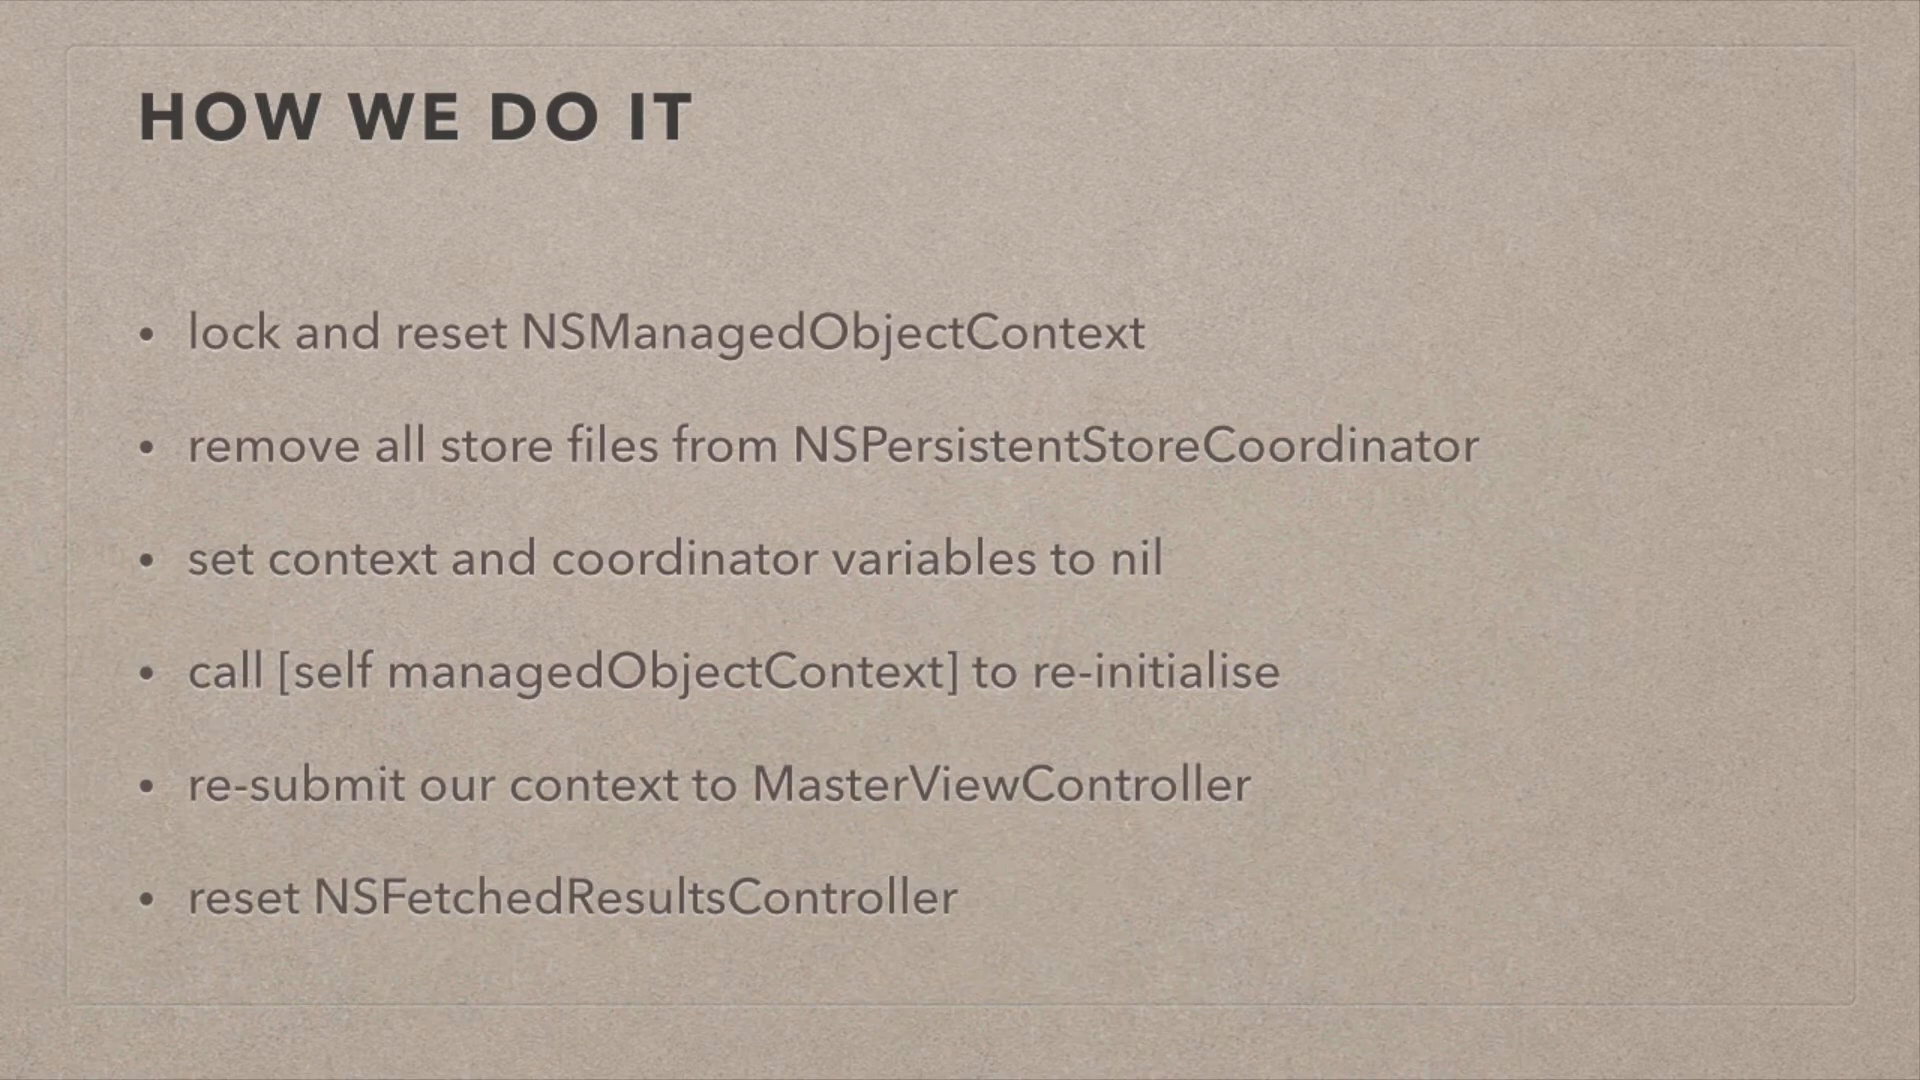 HOW WE DO IT
• lock and reset NSManagedObjectContext
• remove all store files from NSPersistentStoreCoordinator
• set context and coordinator variables to nil
• call [self managedObjectContext] to re-initialise
• re-submit our context to MasterViewController
• reset NSFetchedResultsController